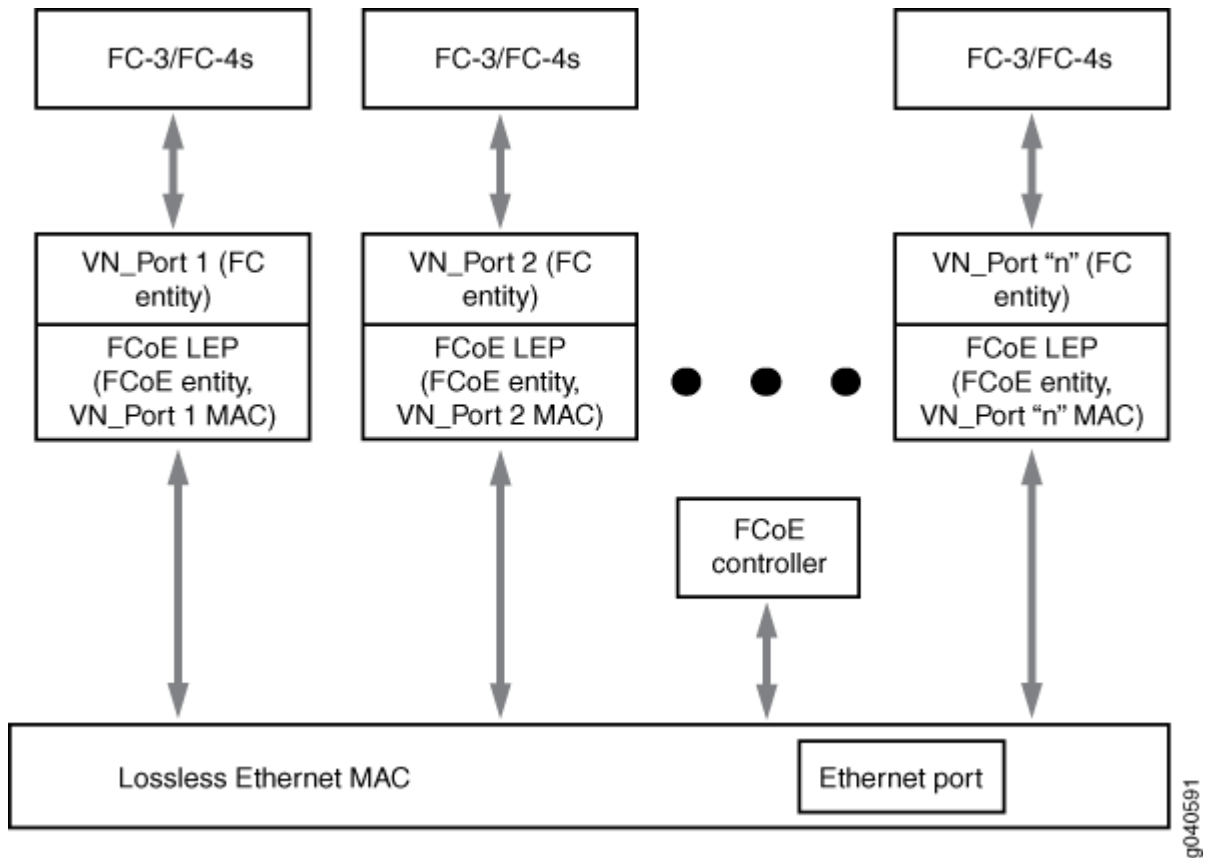 FC-3/FC-4s
FC-3/FC-4s
FC-3/FC-4s
VN_Port 1 (FC
entity)
FCoE LEP
(FCoE entity,
VN_Port 1 MAC)
VN_Port 2 (FC
entity)
FCoE LEP
(FCoE entity,
VN_Port 2 MAC)
VN_Port “n” (FC
entity)
FCoE LEP
(FCoE entity,
VN_Port “n” MAC)
FCoE
controller
Lossless Ethernet MAC
Ethernet port
g040591